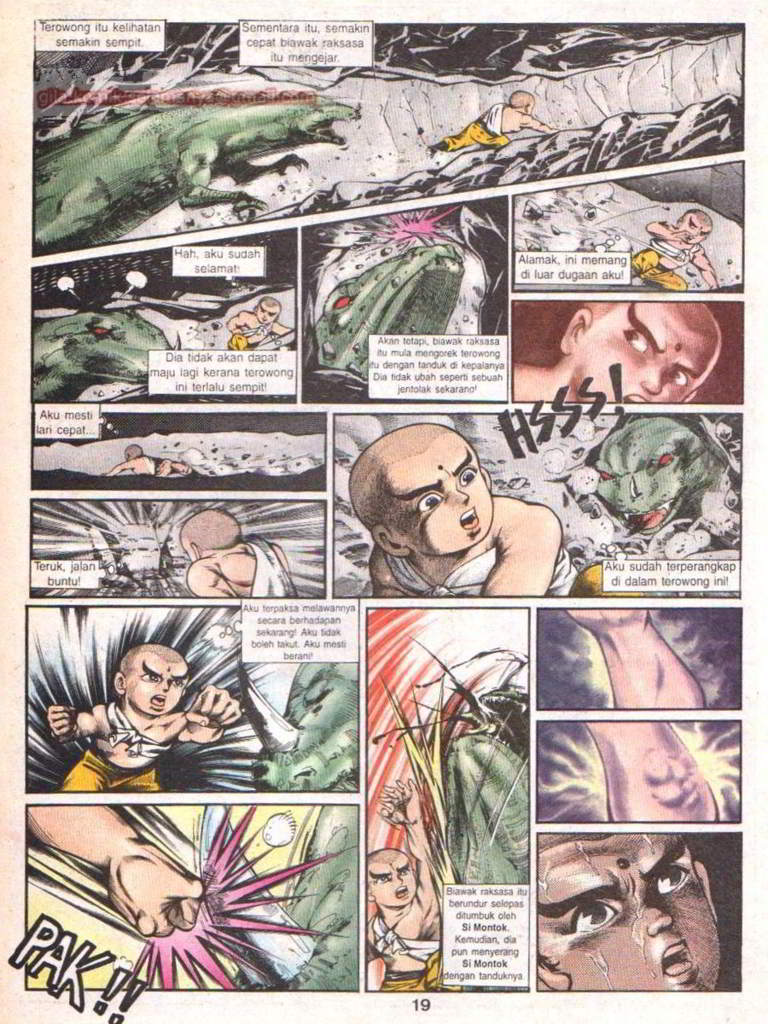 Terowong itu kelihatan
semakin sempit.
Sementara itu, semakin
cepat biawak raksasa
itu mengejar.
Hah, aku sudah
selamat!
Dia tidak akan dapat
maju lagi kerana terowong
ini terlalu sempit!
Akan tetapi, biawak raksasa
itu mula mengorek terowong
itu dengan tanduk di kepalanya
Dia tidak ubah seperti sebuah
jentolak sekarang!
Alamak, ini memang
di luar dugaan aku!
Aku mesti
lari cepat...
Teruk, jalan
buntu!
HSSS!
Aku sudah terperangkap
di dalam terowong ini!
Aku terpaksa melawannya
secara berhadapan
sekarang! Aku tidak
boleh takut. Aku mesti
berani!
PAK!!
Biawak raksasa itu
berundur selepas
ditumbuk oleh
Si Montok.
Kemudian, dia
pun menyerang
Si Montok
dengan tanduknya
19